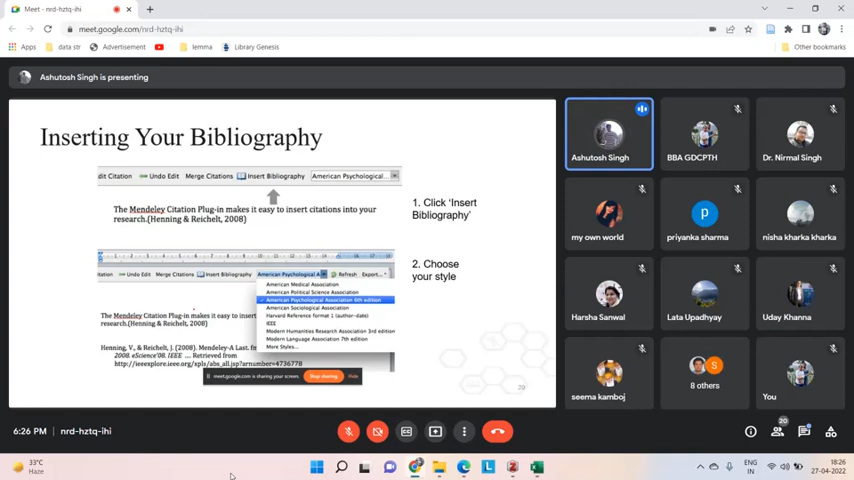 Meet - nrd-hztq-ihi
meet.google.com/nrd-hztq-ihi
Apps
data str
Advertisement
lemma
Library Genesis
Other bookmarks
Ashutosh Singh is presenting
Inserting Your Bibliography
dit Citation Undo Edit Merge Citations Insert Bibliography American Psychological...
The Mendeley Citation Plug-in makes it easy to insert citations into your
research.(Henning & Reichelt, 2008)
1. Click ‘Insert
Bibliography’
2. Choose
your style
tation Undo Edit Merge Citations Insert Bibliography American Psychological A Refresh Export...
American Medical Association
American Political Science Association
American Psychological Association 6th edition
American Sociological Association
Harvard Reference format 1 (author-date)
IEEE
Modern Humanities Research Association 3rd edition
Modern Language Association 7th edition
More Styles...
The Mendeley Citation Plug-in makes it easy to inser
research.(Henning & Reichelt, 2008)
Henning, V., & Reichelt, J. (2008). Mendeley-A Last.
2008. eScience'08. IEEE .... Retrieved from
http://ieeexplore.ieee.org/xpls/abs_all.jsp?arnumber=4736778
meet.google.com is sharing your screen.
Stop sharing
Hide
20
Ashutosh Singh
BBA GDCPTH
Dr. Nirmal Singh
my own world
p
priyanka sharma
nisha kharka kharka
Harsha Sanwal
Lata Upadhyay
Uday Khanna
seema kamboj
S
8 others
You
6:26 PM
nrd-hztq-ihi
20
33°C
Haze
ENG
IN
18:26
27-04-2022